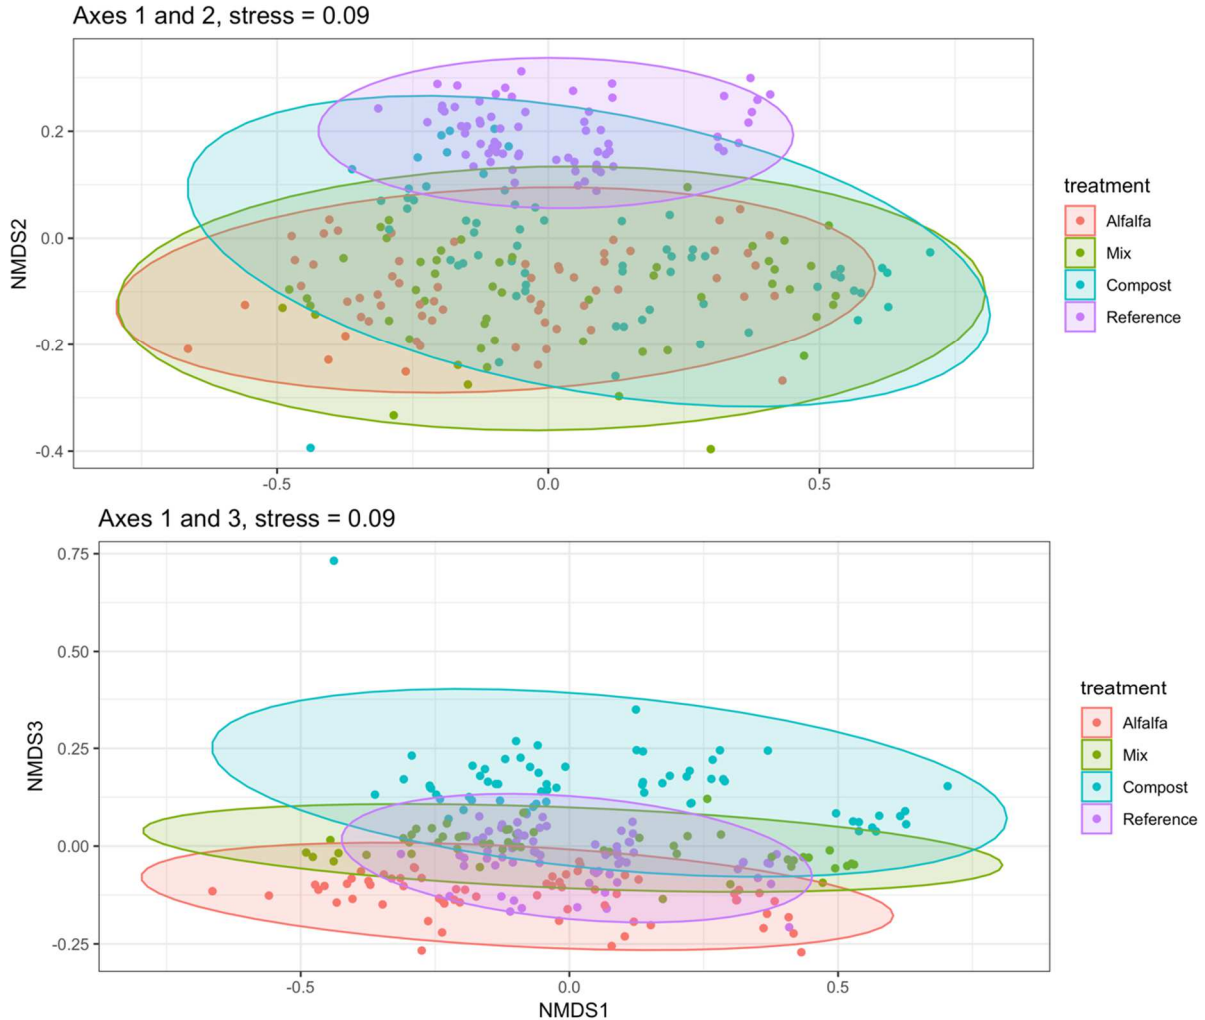 Axes 1 and 2, stress = 0.09
NMDS2
0.2
0.0
-0.2
-0.4
-0.5
0.0
0.5
treatment
Alfalfa
Mix
Compost
Reference
Axes 1 and 3, stress = 0.09
NMDS3
0.75
0.50
0.25
0.00
-0.25
-0.5
0.0
0.5
NMDS1
treatment
Alfalfa
Mix
Compost
Reference